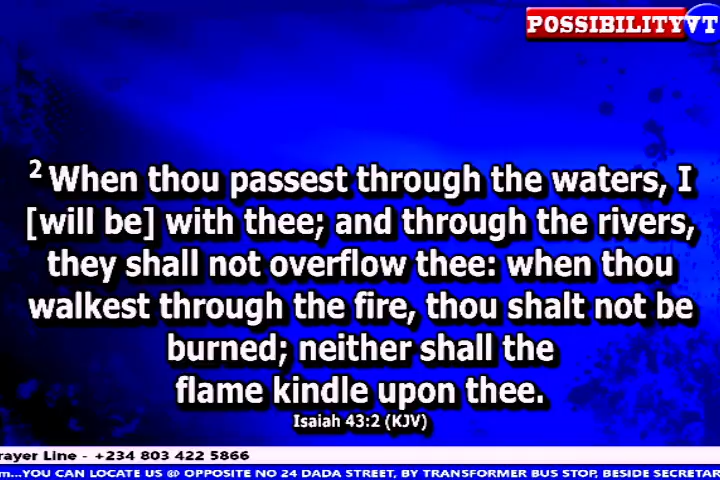 POSSIBILITYVT
2 When thou passest through the waters, I
[will be] with thee; and through the rivers,
they shall not overflow thee: when thou
walkest through the fire, thou shalt not be
burned; neither shall the
flame kindle upon thee.
Isaiah 43:2 (KJV)
rayer Line - +234 803 422 5866
m...YOU CAN LOCATE US @ OPPOSITE NO 24 DADA STREET, BY TRANSFORMER BUS STOP, BESIDE SECRETAR